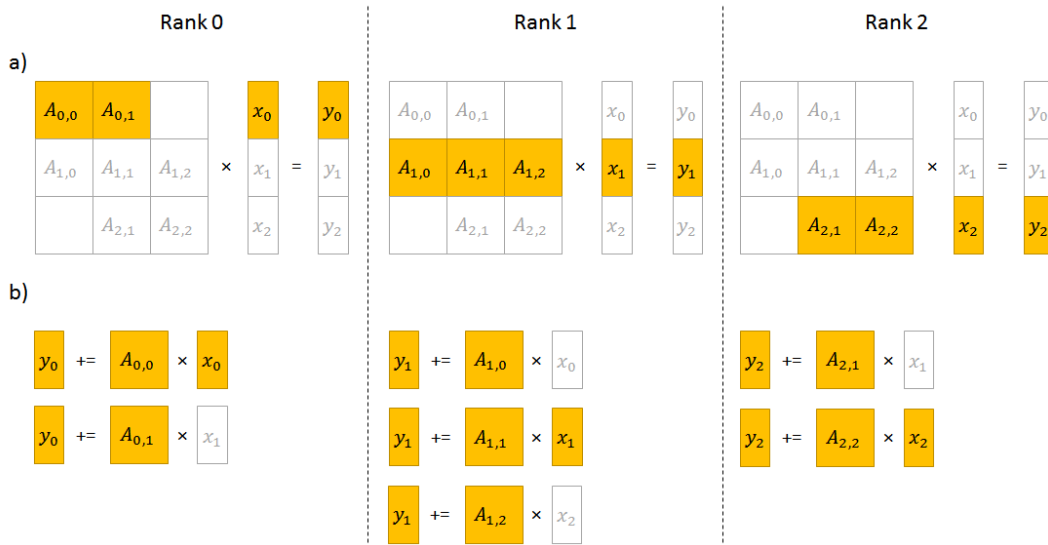 Rank 0 Rank 1 Rank 2
a)
A0,0 A0,1 x0 y0 A0,0 A0,1 x0 y0 A0,0 A0,1 x0 y0
A1,0 A1,1 A1,2 × x1 = y1 A1,0 A1,1 A1,2 × x1 = y1 A1,0 A1,1 A1,2 × x1 = y1
A2,1 A2,2 x2 y2 A2,1 A2,2 x2 y2 A2,1 A2,2 x2 y2
b)
y0 += A0,0 × x0 y1 += A1,0 × x0 y2 += A2,1 × x1
y0 += A0,1 × x1 y1 += A1,1 × x1 y2 += A2,2 × x2
y1 += A1,2 × x2